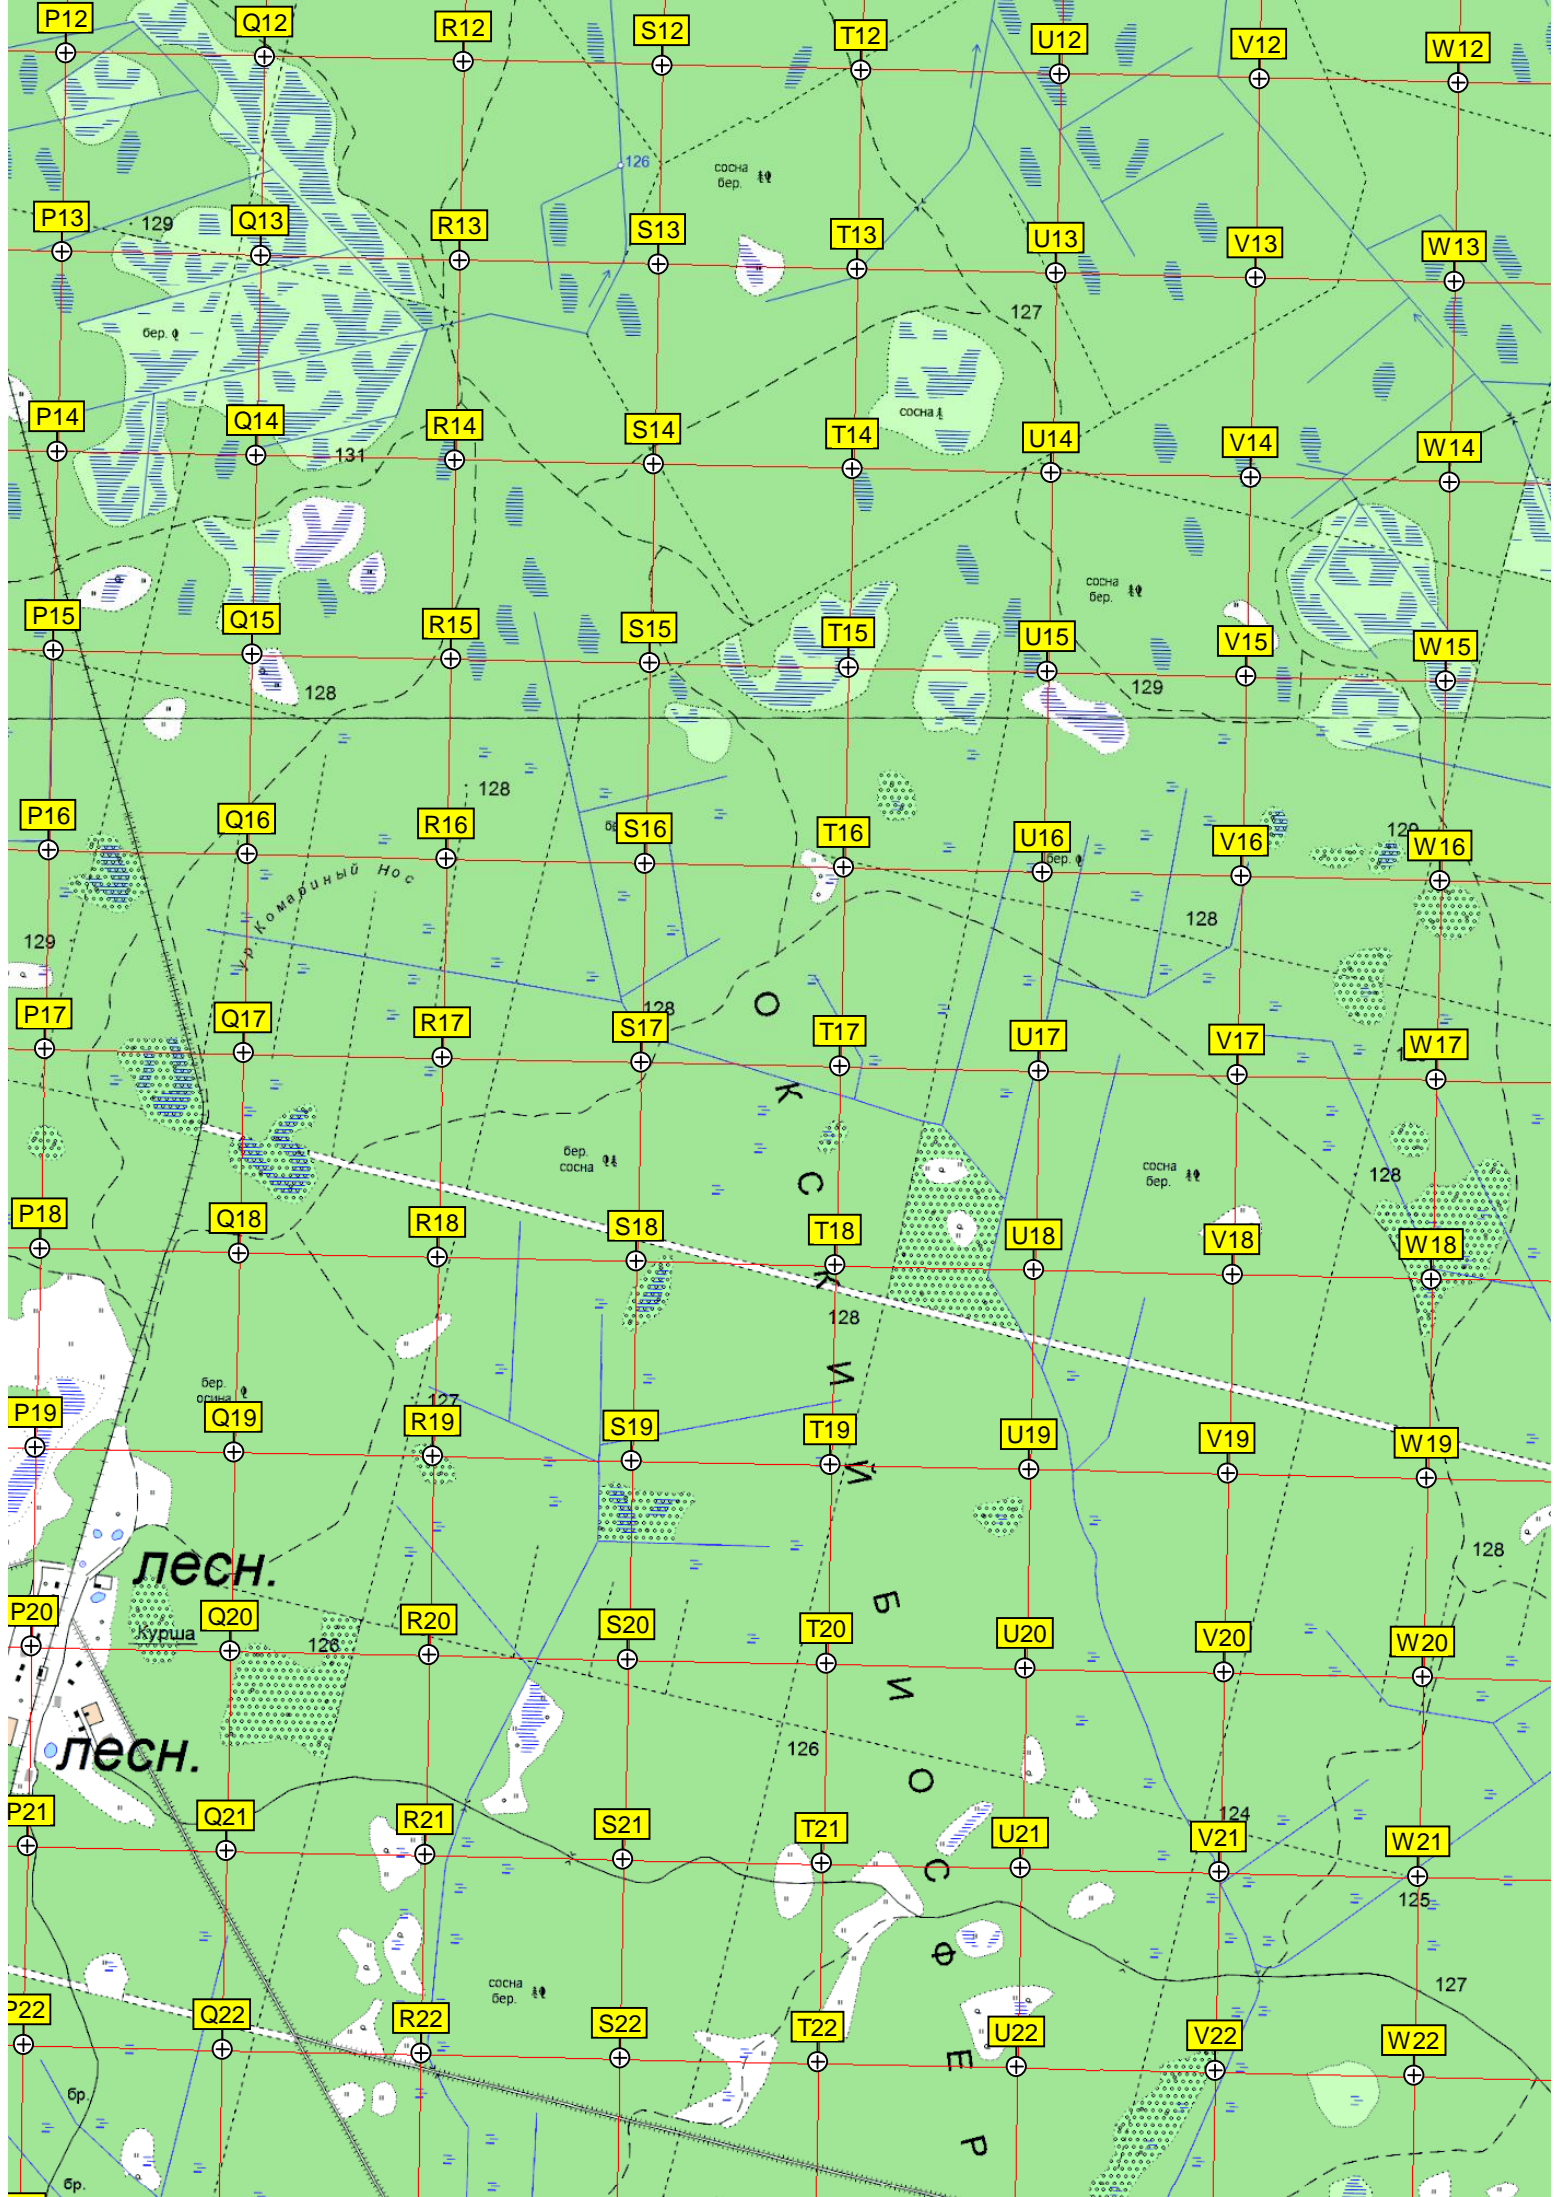 P12 Q12 R12 S12 T12 U12 V12 W12
126
сосна
бер.
P13 129 Q13 R13 S13 T13 U13 V13 W13
127
бер.
сосна
P14 Q14 R14 S14 T14 U14 V14 W14
131
сосна
бер.
P15 Q15 R15 S15 T15 U15 V15 W15
128
129
128
P16 Q16 R16 S16 T16 U16 V16 W16
129
бер.
ур. Комариный Нос
128
129
128
P17 Q17 R17 S17 T17 U17 V17 W17
бер.
сосна
сосна
бер.
128
P18 Q18 R18 S18 T18 U18 V18 W18
128
бер.
осина
127
P19 Q19 R19 S19 T19 U19 V19 W19
128
лесн.
P20 Q20 R20 S20 T20 U20 V20 W20
Курша
126
126
лесн.
124
P21 Q21 R21 S21 T21 U21 V21 W21
125
сосна
бер.
127
P22 Q22 R22 S22 T22 U22 V22 W22
бр.
бр.
ОКСКИЙ БИОСФЕР